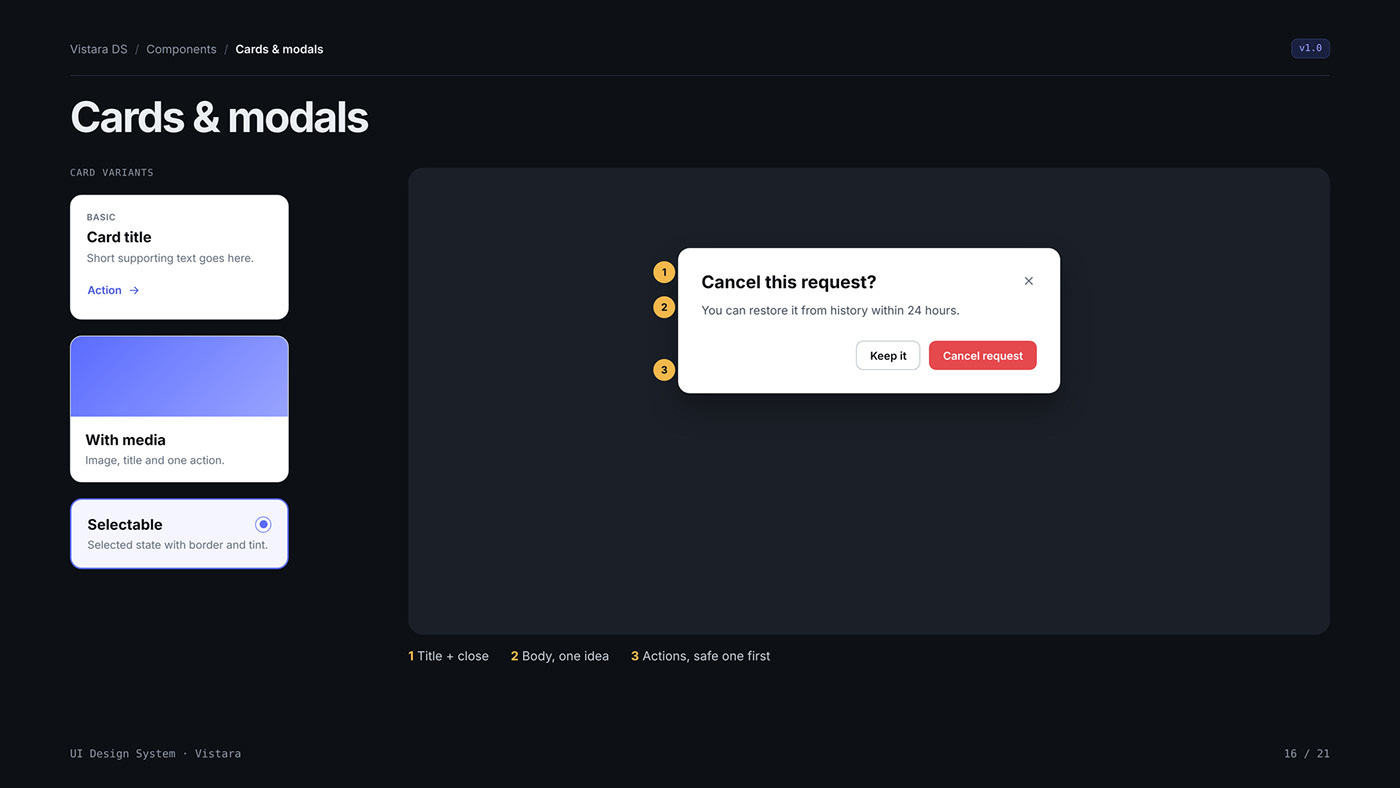 Vistara DS / Components / Cards & modals
v1.0
Cards & modals
CARD VARIANTS
BASIC
Card title
Short supporting text goes here.
Action →
With media
Image, title and one action.
Selectable
Selected state with border and tint.
1
Cancel this request?
×
2
You can restore it from history within 24 hours.
3
Keep it
Cancel request
1 Title + close 2 Body, one idea 3 Actions, safe one first
UI Design System · Vistara
16 / 21